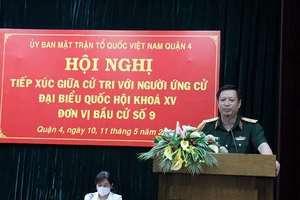 ỦY BAN MẶT TRẬN TỔ QUỐC VIỆT NAM QUẬN 4
HỘI NGHỊ
TIẾP XÚC GIỮA CỬ TRI VỚI NGƯỜI ỨNG CỬ
ĐẠI BIỂU QUỐC HỘI KHOÁ XV
ĐƠN VỊ BẦU CỬ SỐ 9
Quận 4, ngày 10, 11 tháng 5 năm